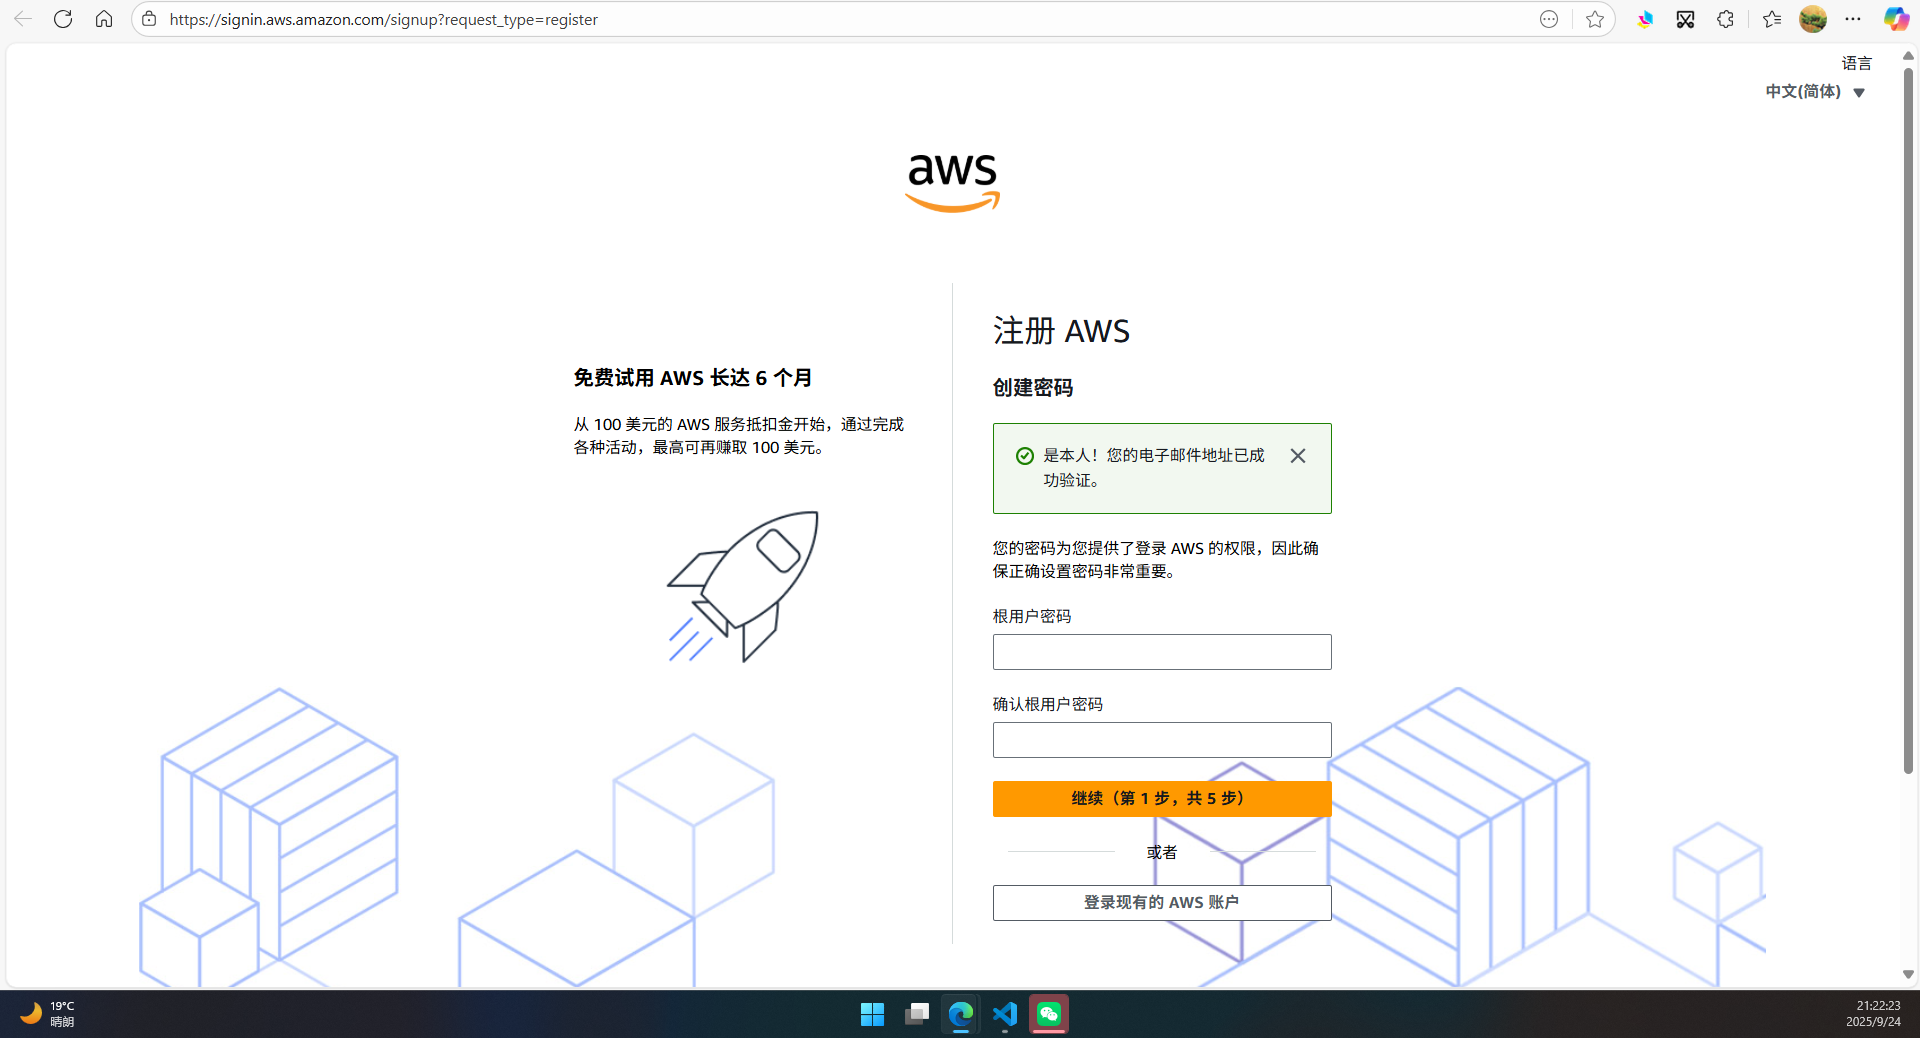 https://signin.aws.amazon.com/signup?request_type=register
语言
中文(简体)
aws
免费试用 AWS 长达 6 个月
从 100 美元的 AWS 服务抵扣金开始，通过完成
各种活动，最高可再赚取 100 美元。
注册 AWS
创建密码
是本人！您的电子邮件地址已成
功验证。
您的密码为您提供了登录 AWS 的权限，因此确
保正确设置密码非常重要。
根用户密码
确认根用户密码
继续（第 1 步，共 5 步）
或者
登录现有的 AWS 账户
19°C
晴朗
21:22:23
2025/9/24